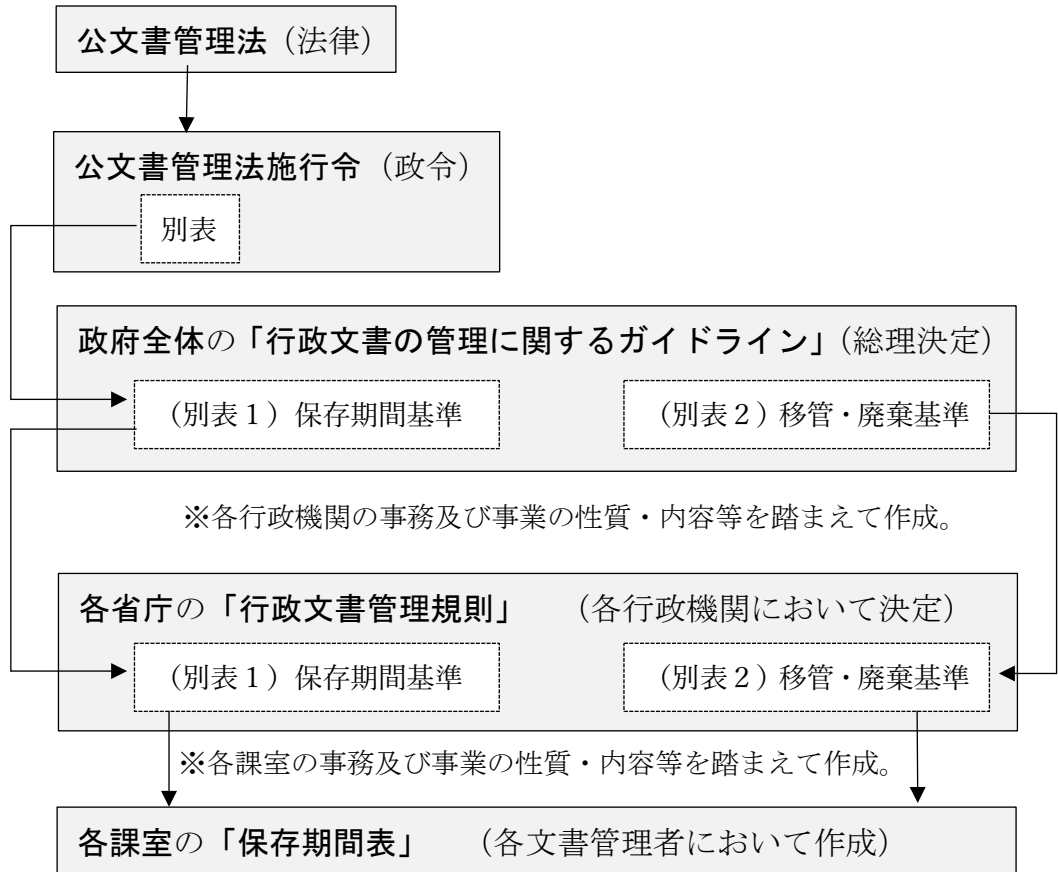 公文書管理法（法律）
公文書管理法施行令（政令）
別表
政府全体の「行政文書の管理に関するガイドライン」（総理決定）
（別表１）保存期間基準
（別表２）移管・廃棄基準
※各行政機関の事務及び事業の性質・内容等を踏まえて作成。
各省庁の「行政文書管理規則」　（各行政機関において決定）
（別表１）保存期間基準
（別表２）移管・廃棄基準
※各課室の事務及び事業の性質・内容等を踏まえて作成。
各課室の「保存期間表」　（各文書管理者において作成）